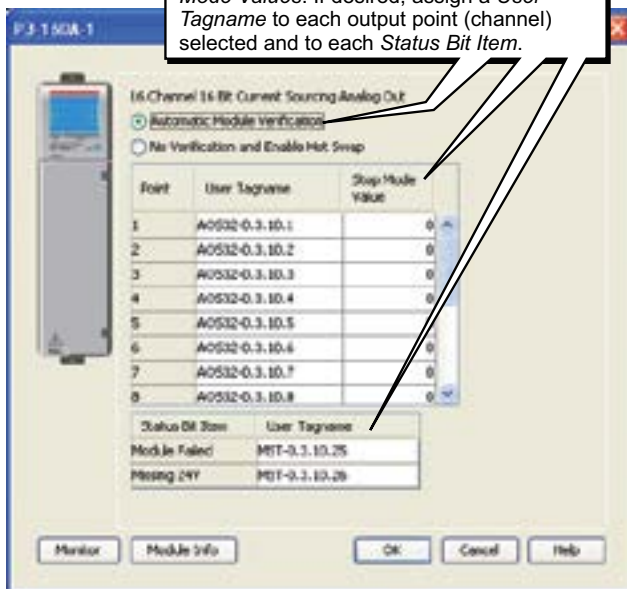 Mode Values. If desired, assign a User
Tagname to each output point (channel)
selected and to each Status Bit Item.
P3-16DA-1
16 Channel 16 Bit Current Sourcing Analog Out
Automatic Module Verification
No Verification and Enable Hot Swap
Point User Tagname Stop Mode Value
1 AOS32-0.3.10.1 0
2 AOS32-0.3.10.2 0
3 AOS32-0.3.10.3 0
4 AOS32-0.3.10.4 0
5 AOS32-0.3.10.5
6 AOS32-0.3.10.6 0
7 AOS32-0.3.10.7 0
8 AOS32-0.3.10.8 0
Status Bit Item User Tagname
Module Failed MST-0.3.10.25
Missing 24V MST-0.3.10.26
Monitor Module Info OK Cancel Help